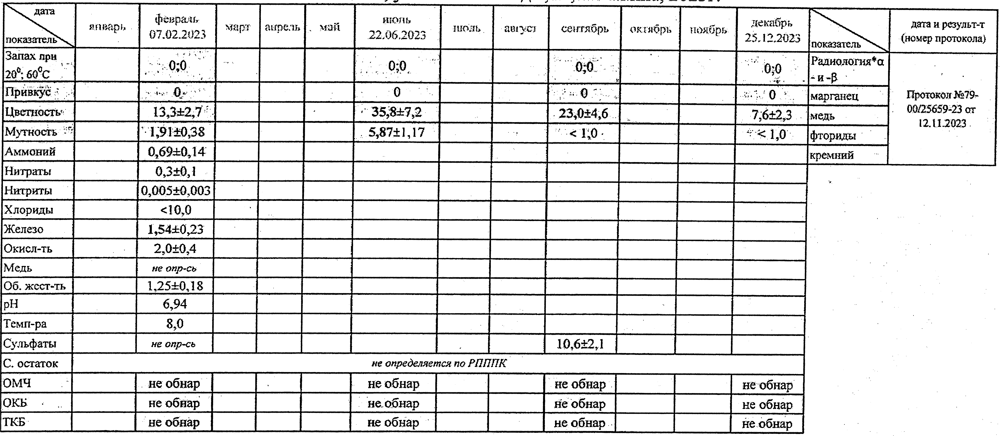 дата
показатель
январь
февраль
07.02.2023
март
апрель
май
июнь
22.06.2023
июль
август
сентябрь
октябрь
ноябрь
декабрь
25.12.2023
показатель
дата и результ-т
(номер протокола)
Запах при
20⁰; 60⁰С
0;0
0;0
0;0
0;0
Радиология*α
- и -β
Протокол №79-
00/25659-23 от
12.11.2023
Привкус
0
0
0
0
марганец
Цветность
13,3±2,7
35,8±7,2
23,0±4,6
7,6±2,3
медь
Мутность
1,91±0,38
5,87±1,17
< 1,0
< 1,0
фториды
Аммоний
0,69±0,14
кремний
Нитраты
0,3±0,1
Нитриты
0,005±0,003
Хлориды
<10,0
Железо
1,54±0,23
Окисл-ть
2,0±0,4
Медь
не опр-сь
Об. жест-ть
1,25±0,18
pH
6,94
Темп-ра
8,0
Сульфаты
не опр-сь
10,6±2,1
С. остаток
не определяется по РПППК
ОМЧ
не обнар
не обнар
не обнар
не обнар
ОКБ
не обнар
не обнар
не обнар
не обнар
ТКБ
не обнар
не обнар
не обнар
не обнар